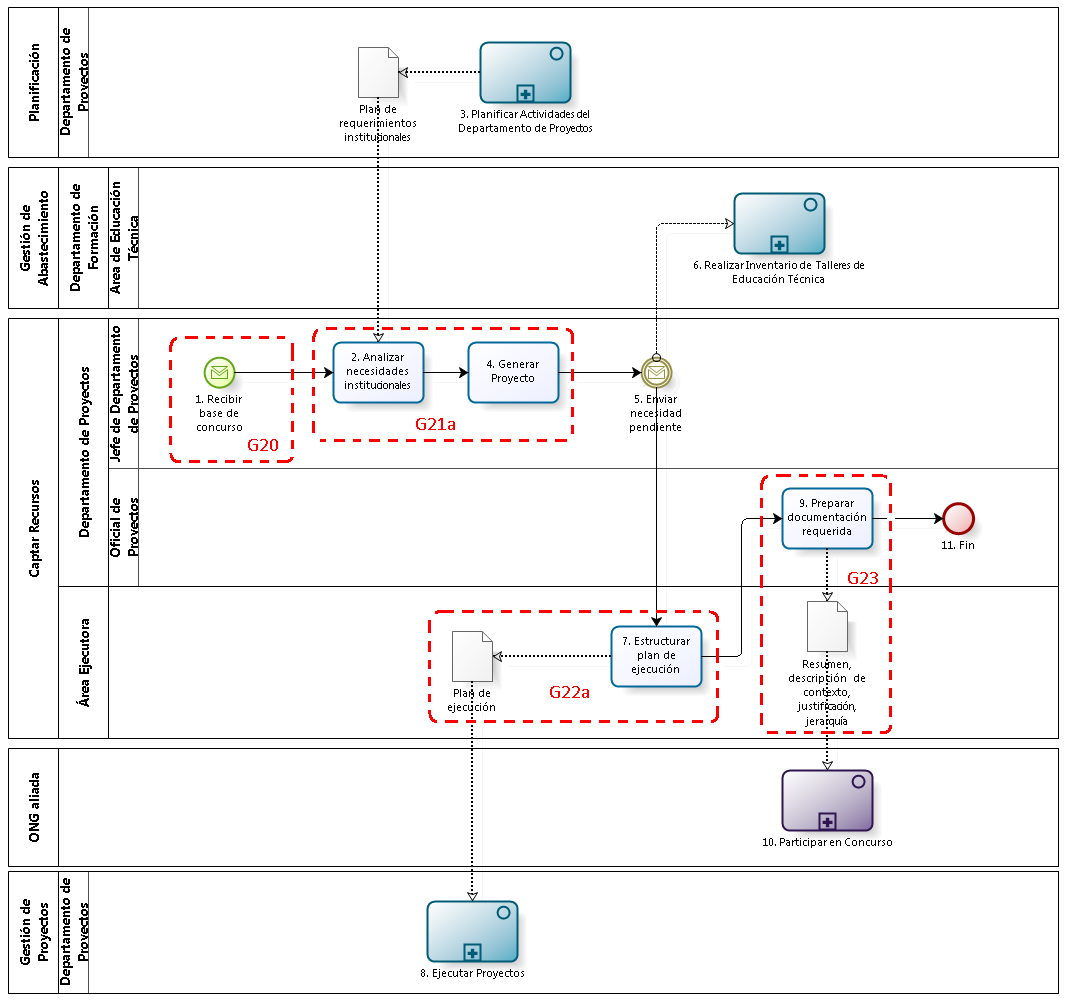 Planificación
Departamento de
Proyectos
Plan de
requerimientos
institucionales
3. Planificar Actividades del
Departamento de Proyectos
Gestión de
Abastecimiento
Departamento de
Formación
Área de Educación
Técnica
6. Realizar Inventario de Talleres de
Educación Técnica
Captar Recursos
Departamento de Proyectos
Jefe de Departamento
de Proyectos
1. Recibir
base de
concurso
G20
2. Analizar
necesidades
institucionales
4. Generar
Proyecto
G21a
5. Enviar
necesidad
pendiente
Oficial de
Proyectos
9. Preparar
documentación
requerida
11. Fin
G23
Área Ejecutora
Plan de
ejecución
7. Estructurar
plan de
ejecución
G22a
Resumen,
descripción de
contexto,
justificación,
jerarquía
ONG aliada
10. Participar en Concurso
Gestión de
Proyectos
Departamento de
Proyectos
8. Ejecutar Proyectos